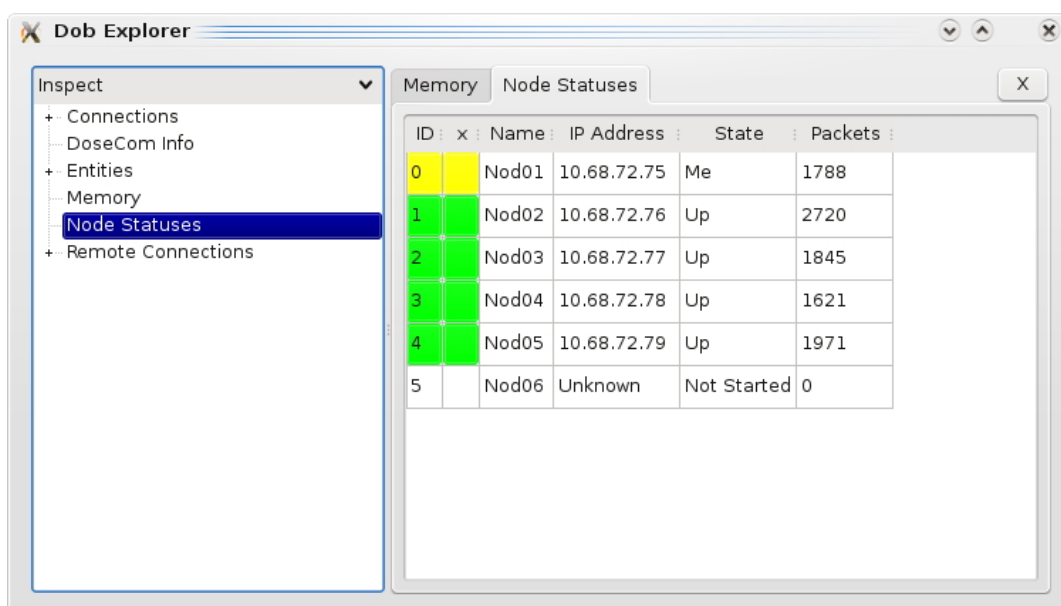 Dob Explorer
Inspect
Connections
DoseCom Info
Entities
Memory
Node Statuses
Remote Connections
Memory Node Statuses X
ID x Name IP Address State Packets
0 Nod01 10.68.72.75 Me 1788
1 Nod02 10.68.72.76 Up 2720
2 Nod03 10.68.72.77 Up 1845
3 Nod04 10.68.72.78 Up 1621
4 Nod05 10.68.72.79 Up 1971
5 Nod06 Unknown Not Started 0